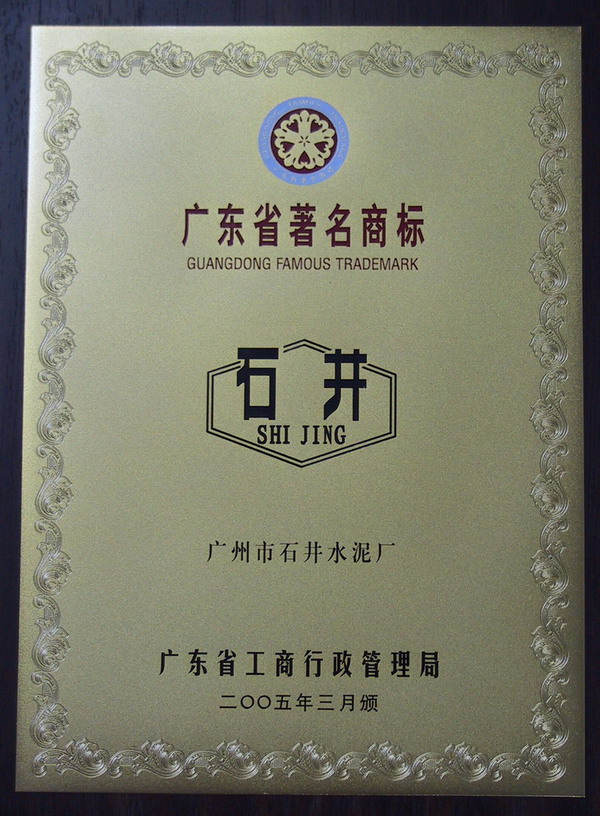 广东省著名商标
GUANGDONG FAMOUS TRADEMARK
石井
SHI JING
广州市石井水泥厂
广东省工商行政管理局
二〇〇五年三月颁